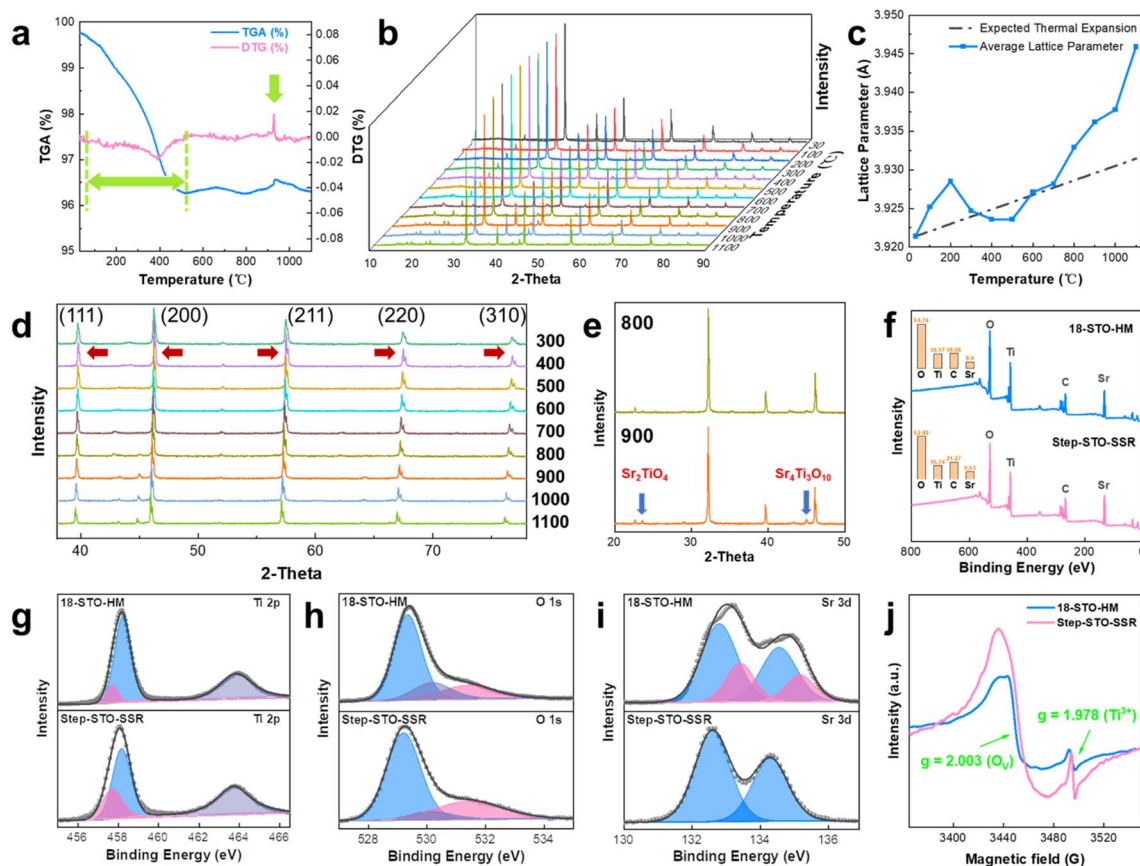 a
TGA (%)
DTG (%)
100
99
98
97
96
95
0.08
0.06
0.04
0.02
0.00
-0.02
-0.04
-0.06
-0.08
TGA (%)
DTG (%)
200 400 600 800 1000
Temperature (℃)
b
Intensity
30
100
200
300
400
500
600
700
800
900
1000
1100
Temperature (℃)
10 20 30 40 50 60 70 80 90
2-Theta
c
Expected Thermal Expansion
Average Lattice Parameter
3.950
3.945
3.940
3.935
3.930
3.925
3.920
Lattice Parameter (A)
0 200 400 600 800 1000
Temperature (℃)
d
(111) (200) (211) (220) (310)
300
400
500
600
700
800
900
1000
1100
Intensity
40 50 60 70
2-Theta
e
800
900
Sr₂TiO₄
Sr₄Ti₃O₁₀
Intensity
20 30 40 50
2-Theta
f
18-STO-HM
O Ti C Sr
O
Ti
C
Sr
Step-STO-SSR
O Ti C Sr
O
Ti
C
Sr
Intensity
800 600 400 200 0
Binding Energy (eV)
g
18-STO-HM Ti 2p
Step-STO-SSR Ti 2p
Intensity
456 458 460 462 464 466
Binding Energy (eV)
h
18-STO-HM O 1s
Step-STO-SSR O 1s
Intensity
528 530 532 534
Binding Energy (eV)
i
18-STO-HM Sr 3d
Step-STO-SSR Sr 3d
Intensity
130 132 134 136
Binding Energy (eV)
j
18-STO-HM
Step-STO-SSR
g = 1.978 (Ti³⁺)
g = 2.003 (Oᵥ)
Intensity (a.u.)
3400 3440 3480 3520
Magnetic field (G)